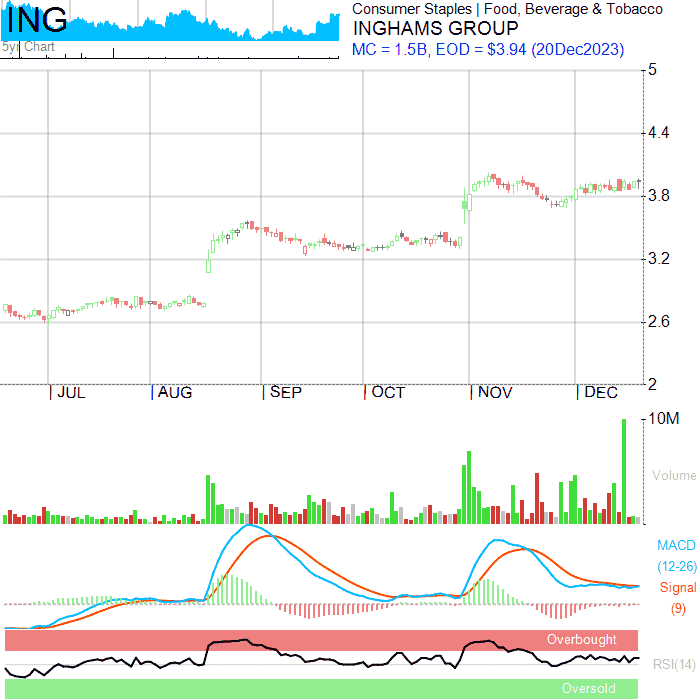 ING
Consumer Staples | Food, Beverage & Tobacco
INGHAMS GROUP
MC = 1.5B, EOD = $3.94 (20Dec2023)
5yr Chart
5
4.4
3.8
3.2
2.6
2
JUL AUG SEP OCT NOV DEC
10M
Volume
MACD
(12-26)
Signal
(9)
Overbought
RSI(14)
Oversold